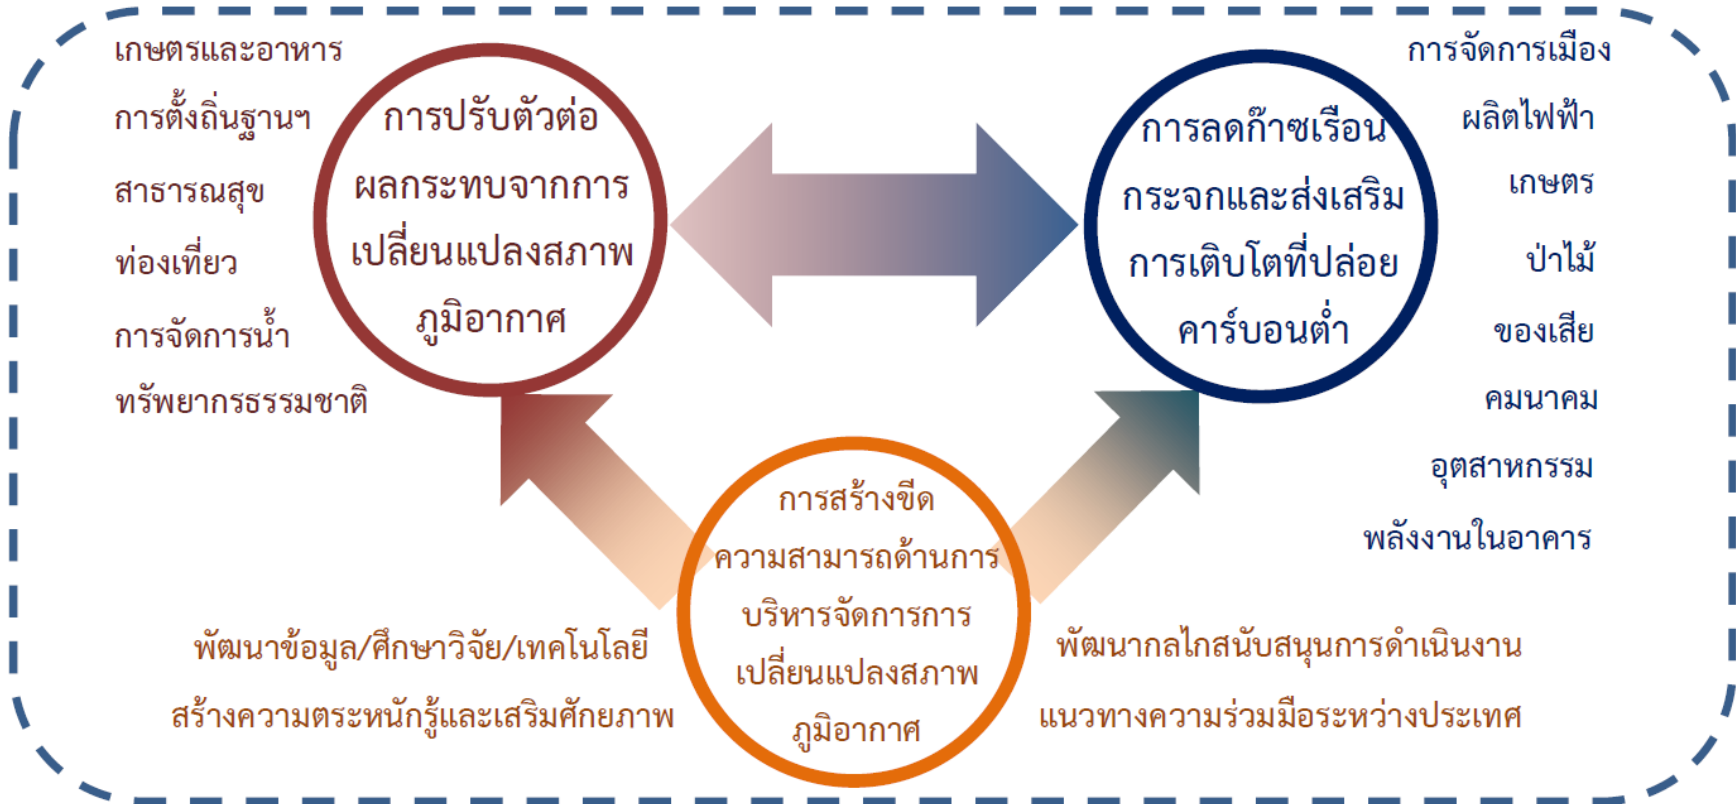 เกษตรและอาหาร
การตั้งถิ่นฐานฯ
สาธารณสุข
ท่องเที่ยว
การจัดการน้ำ
ทรัพยากรธรรมชาติ
การปรับตัวต่อ
ผลกระทบจากการ
เปลี่ยนแปลงสภาพ
ภูมิอากาศ
การลดก๊าซเรือน
กระจกและส่งเสริม
การเติบโตที่ปล่อย
คาร์บอนต่ำ
การจัดการเมือง
ผลิตไฟฟ้า
เกษตร
ป่าไม้
ของเสีย
คมนาคม
อุตสาหกรรม
พลังงานในอาคาร
การสร้างขีด
ความสามารถด้านการ
บริหารจัดการการ
เปลี่ยนแปลงสภาพ
ภูมิอากาศ
พัฒนาข้อมูล/ศึกษาวิจัย/เทคโนโลยี
สร้างความตระหนักรู้และเสริมศักยภาพ
พัฒนากลไกสนับสนุนการดำเนินงาน
แนวทางความร่วมมือระหว่างประเทศ